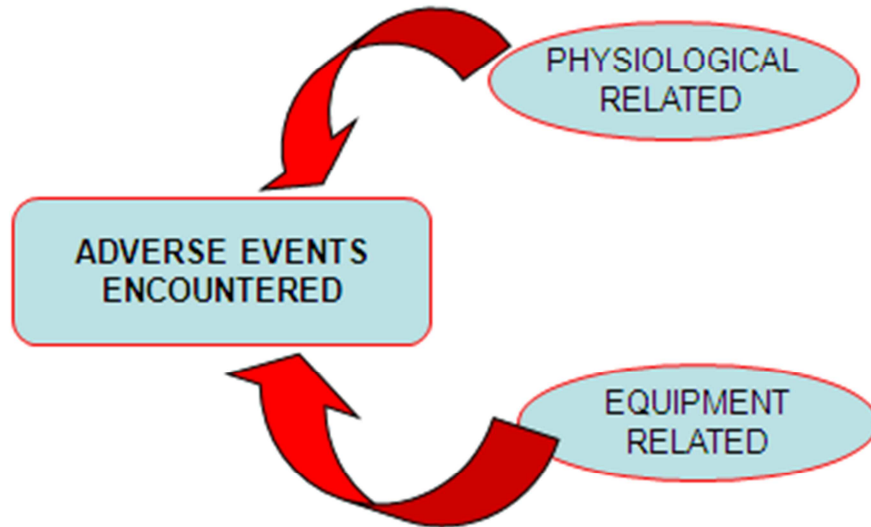 PHYSIOLOGICAL
RELATED
ADVERSE EVENTS
ENCOUNTERED
EQUIPMENT
RELATED